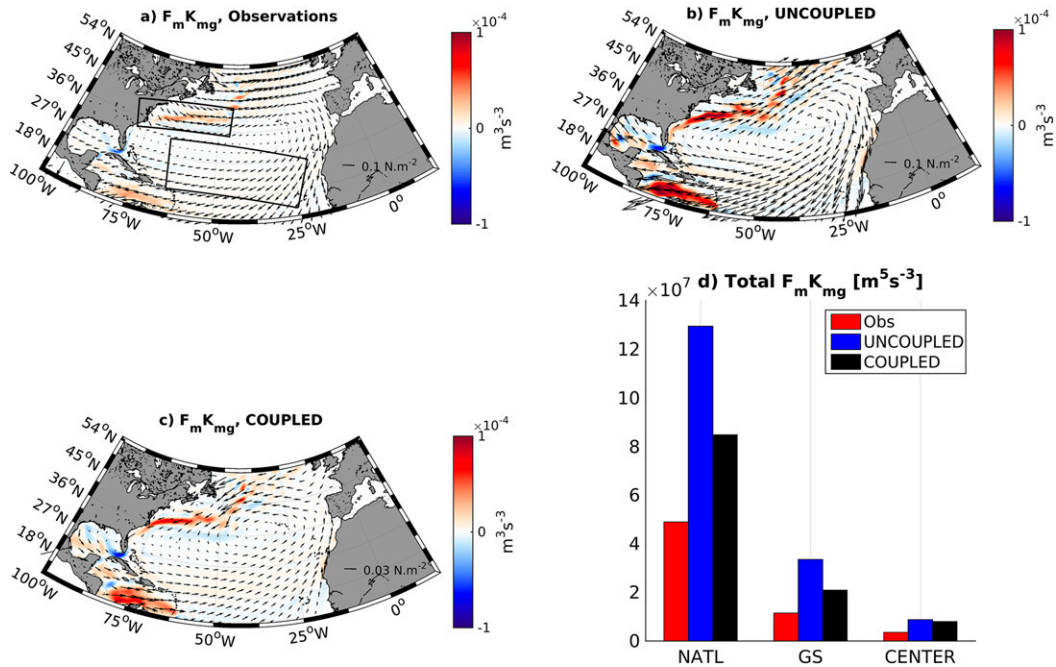 a) FmKmg, Observations
54°N
45°N
36°N
27°N
18°N
100°W
75°W
50°W
25°W
0°
0.1 N.m⁻²
×10⁻⁴
1
0
-1
m³s⁻³
b) FmKmg, UNCOUPLED
54°N
45°N
36°N
27°N
18°N
100°W
75°W
50°W
25°W
0°
0.1 N.m⁻²
×10⁻⁴
1
0
-1
m³s⁻³
c) FmKmg, COUPLED
54°N
45°N
36°N
27°N
18°N
100°W
75°W
50°W
25°W
0°
0.03 N.m⁻²
×10⁻⁴
1
0
-1
m³s⁻³
×10⁷ d) Total FmKmg [m⁵s⁻³]
14
12
10
8
6
4
2
0
Obs
UNCOUPLED
COUPLED
NATL GS CENTER